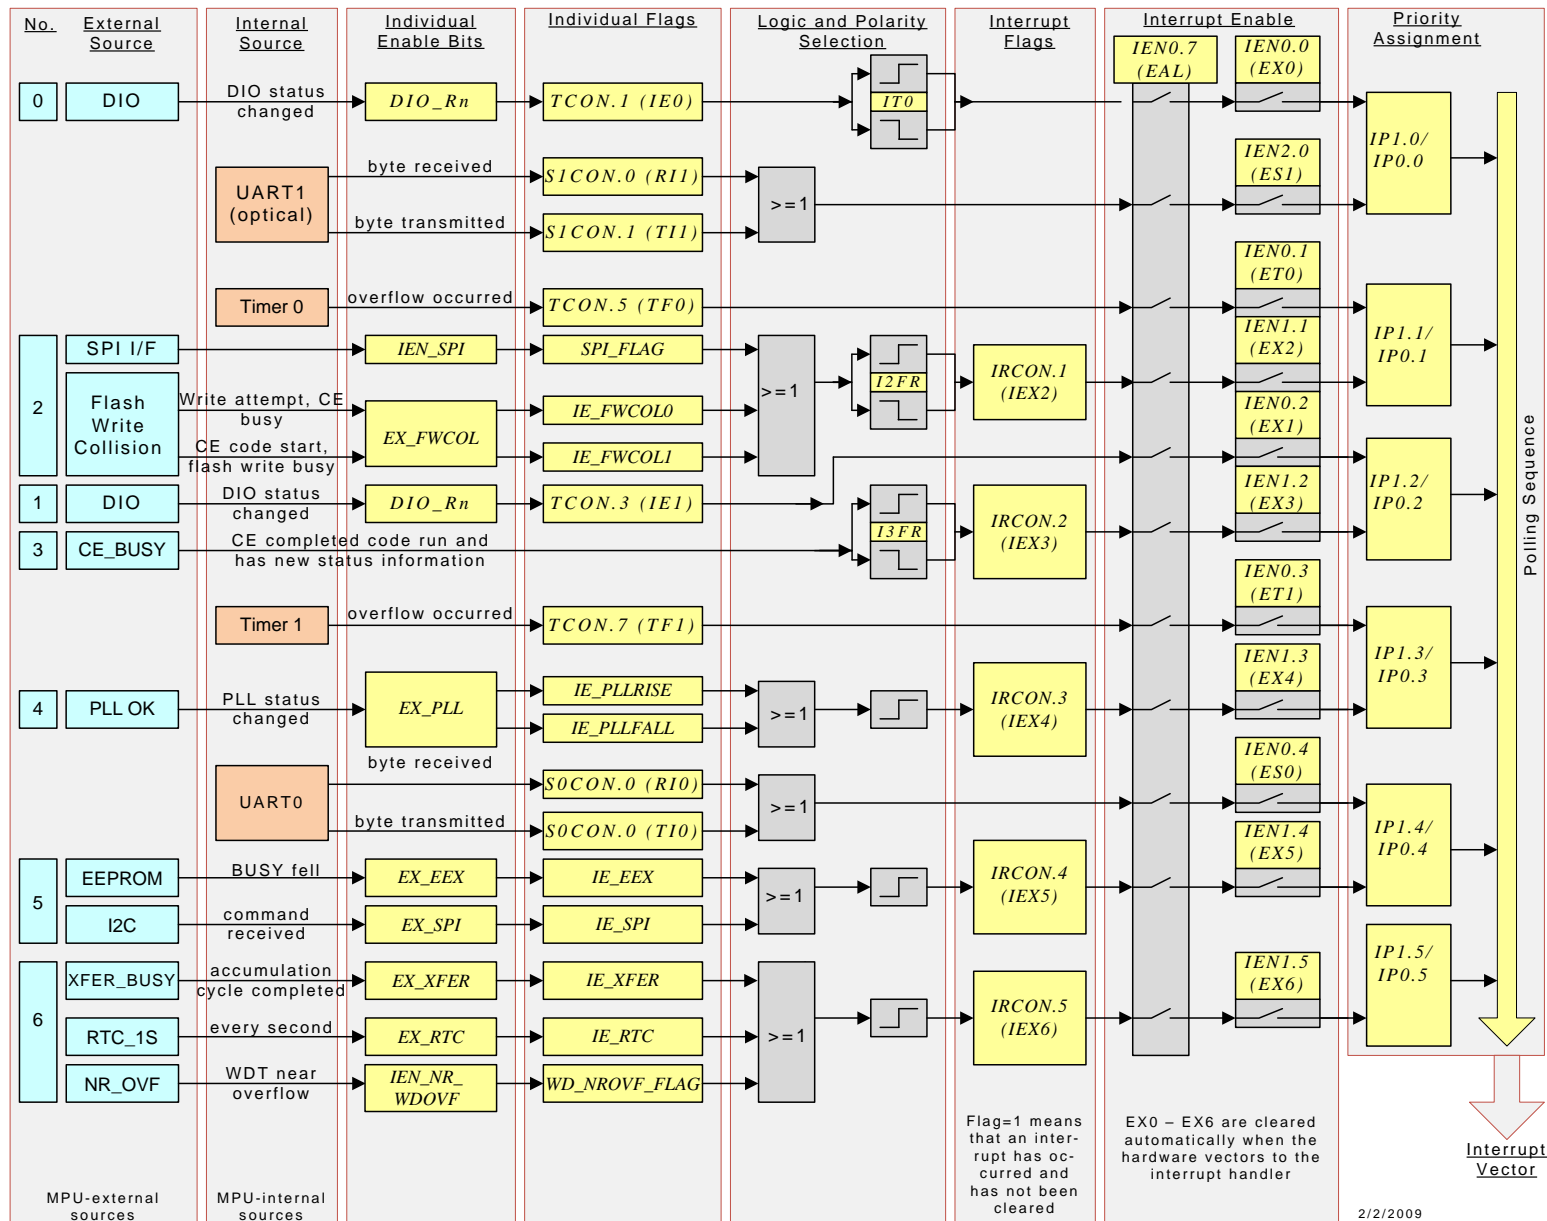 No.
External
Source
Internal
Source
Individual
Enable Bits
Individual Flags
Logic and Polarity
Selection
Interrupt
Flags
Interrupt Enable
Priority
Assignment
IEN0.7
(EAL)
IEN0.0
(EX0)
0
DIO
DIO status
changed
DIO_Rn
TCON.1 (IE0)
IT0
IP1.0/
IP0.0
UART1
(optical)
byte received
S1CON.0 (RI1)
byte transmitted
S1CON.1 (TI1)
>=1
IEN2.0
(ES1)
Timer 0
overflow occurred
TCON.5 (TF0)
IEN0.1
(ET0)
IP1.1/
IP0.1
2
SPI I/F
IEN_SPI
SPI_FLAG
Flash
Write
Collision
Write attempt, CE
busy
CE code start,
flash write busy
EX_FWCOL
IE_FWCOL0
IE_FWCOL1
>=1
I2FR
IRCON.1
(IEX2)
IEN1.1
(EX2)
1
DIO
DIO status
changed
DIO_Rn
TCON.3 (IE1)
IEN0.2
(EX1)
IP1.2/
IP0.2
3
CE_BUSY
CE completed code run and
has new status information
I3FR
IRCON.2
(IEX3)
IEN1.2
(EX3)
Timer 1
overflow occurred
TCON.7 (TF1)
IEN0.3
(ET1)
IP1.3/
IP0.3
4
PLL OK
PLL status
changed
EX_PLL
IE_PLLRISE
IE_PLLFALL
>=1
IRCON.3
(IEX4)
IEN1.3
(EX4)
UART0
byte received
S0CON.0 (RI0)
byte transmitted
S0CON.0 (TI0)
>=1
IEN0.4
(ES0)
IP1.4/
IP0.4
5
EEPROM
BUSY fell
EX_EEX
IE_EEX
I2C
command
received
EX_SPI
IE_SPI
>=1
IRCON.4
(IEX5)
IEN1.4
(EX5)
6
XFER_BUSY
accumulation
cycle completed
EX_XFER
IE_XFER
RTC_1S
every second
EX_RTC
IE_RTC
NR_OVF
WDT near
overflow
IEN_NR_
WDOVF
WD_NROVF_FLAG
>=1
IRCON.5
(IEX6)
IEN1.5
(EX6)
IP1.5/
IP0.5
Polling Sequence
Interrupt
Vector
MPU-external
sources
MPU-internal
sources
Flag=1 means
that an inter-
rupt has oc-
curred and
has not been
cleared
EX0 – EX6 are cleared
automatically when the
hardware vectors to the
interrupt handler
2/2/2009